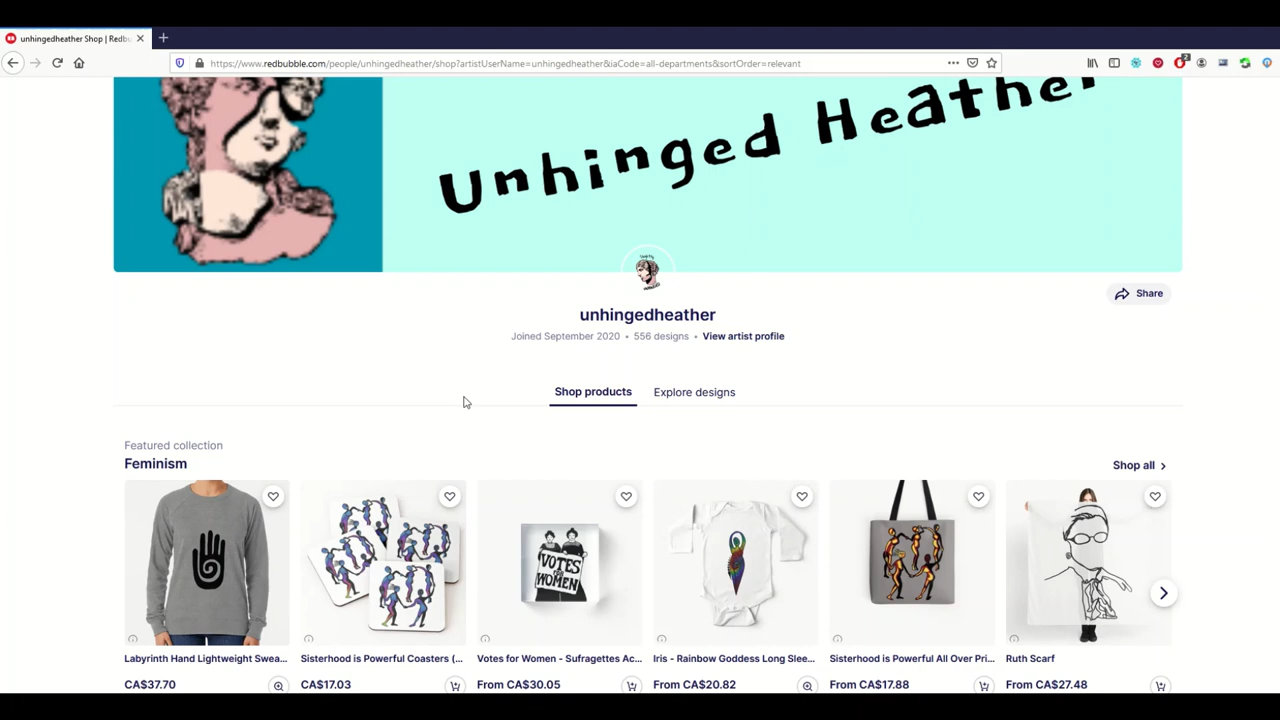 unhingedheather Shop | Redbu
https://www.redbubble.com/people/unhingedheather/shop?artistUserName=unhingedheather&iaCode=all-departments&sortOrder=relevant
2
Unhinged Heather
unhingedheather
Share
Joined September 2020 • 556 designs • View artist profile
Shop products
Explore designs
Featured collection
Feminism
Shop all
VOTES
FOR
WOMEN
Labyrinth Hand Lightweight Swea...
Sisterhood is Powerful Coasters (...
Votes for Women - Sufragettes Ac...
Iris - Rainbow Goddess Long Slee...
Sisterhood is Powerful All Over Pri...
Ruth Scarf
CA$37.70
CA$17.03
From CA$30.05
From CA$20.82
From CA$17.88
From CA$27.48